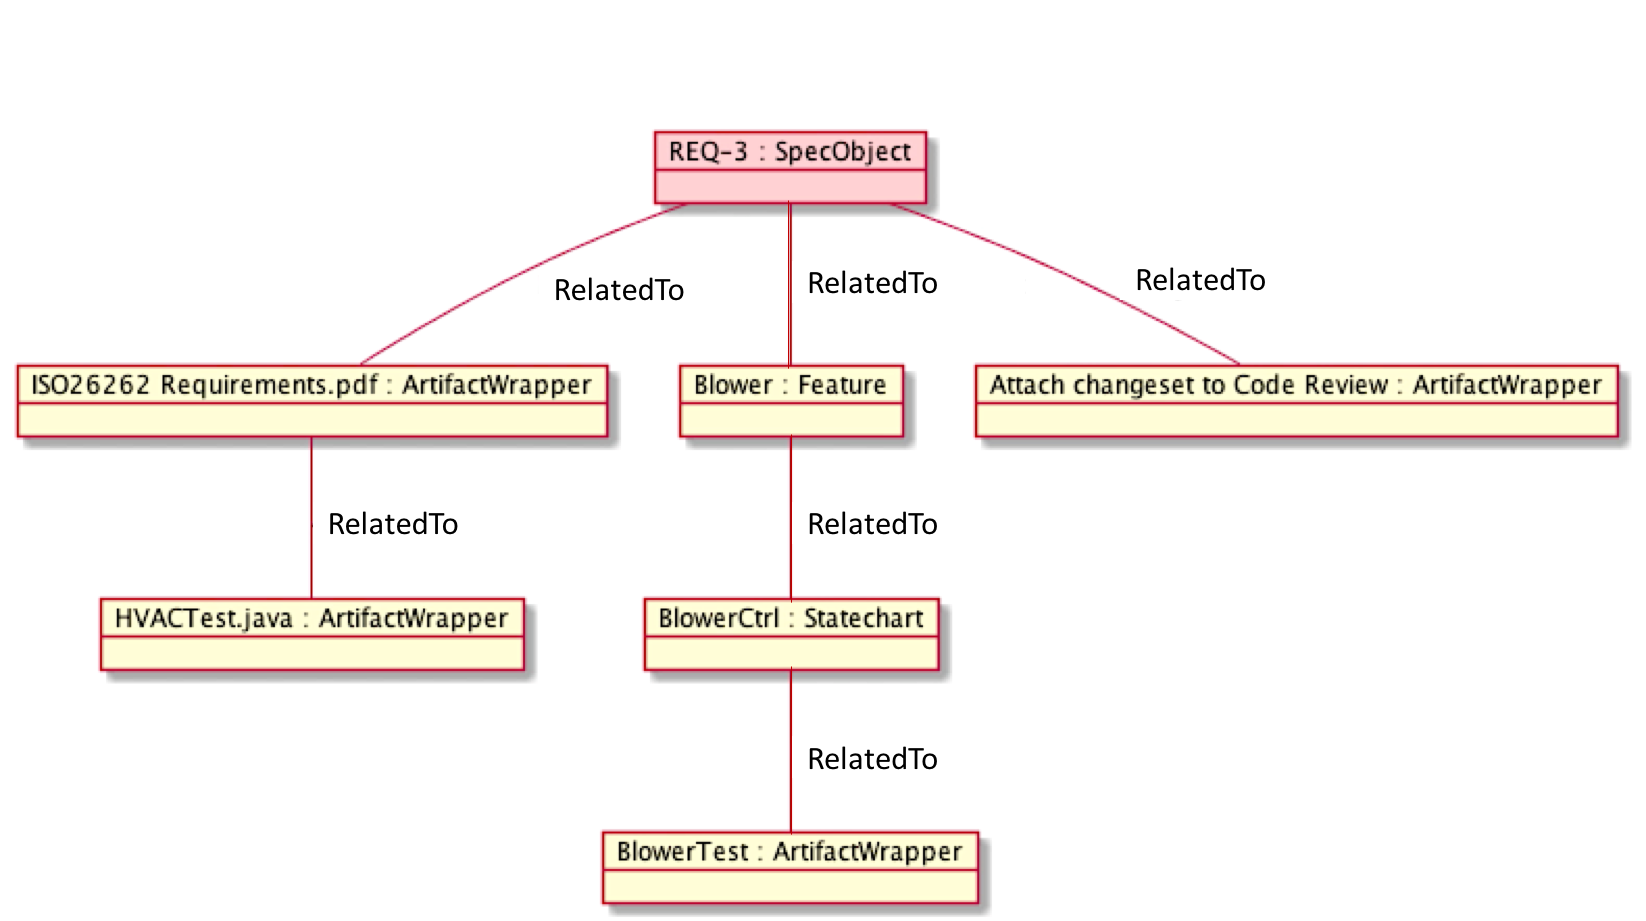 REQ-3 : SpecObject
RelatedTo
RelatedTo
RelatedTo
ISO26262 Requirements.pdf : ArtifactWrapper
Blower : Feature
Attach changeset to Code Review : ArtifactWrapper
RelatedTo
RelatedTo
HVACTest.java : ArtifactWrapper
BlowerCtrl : Statechart
RelatedTo
BlowerTest : ArtifactWrapper